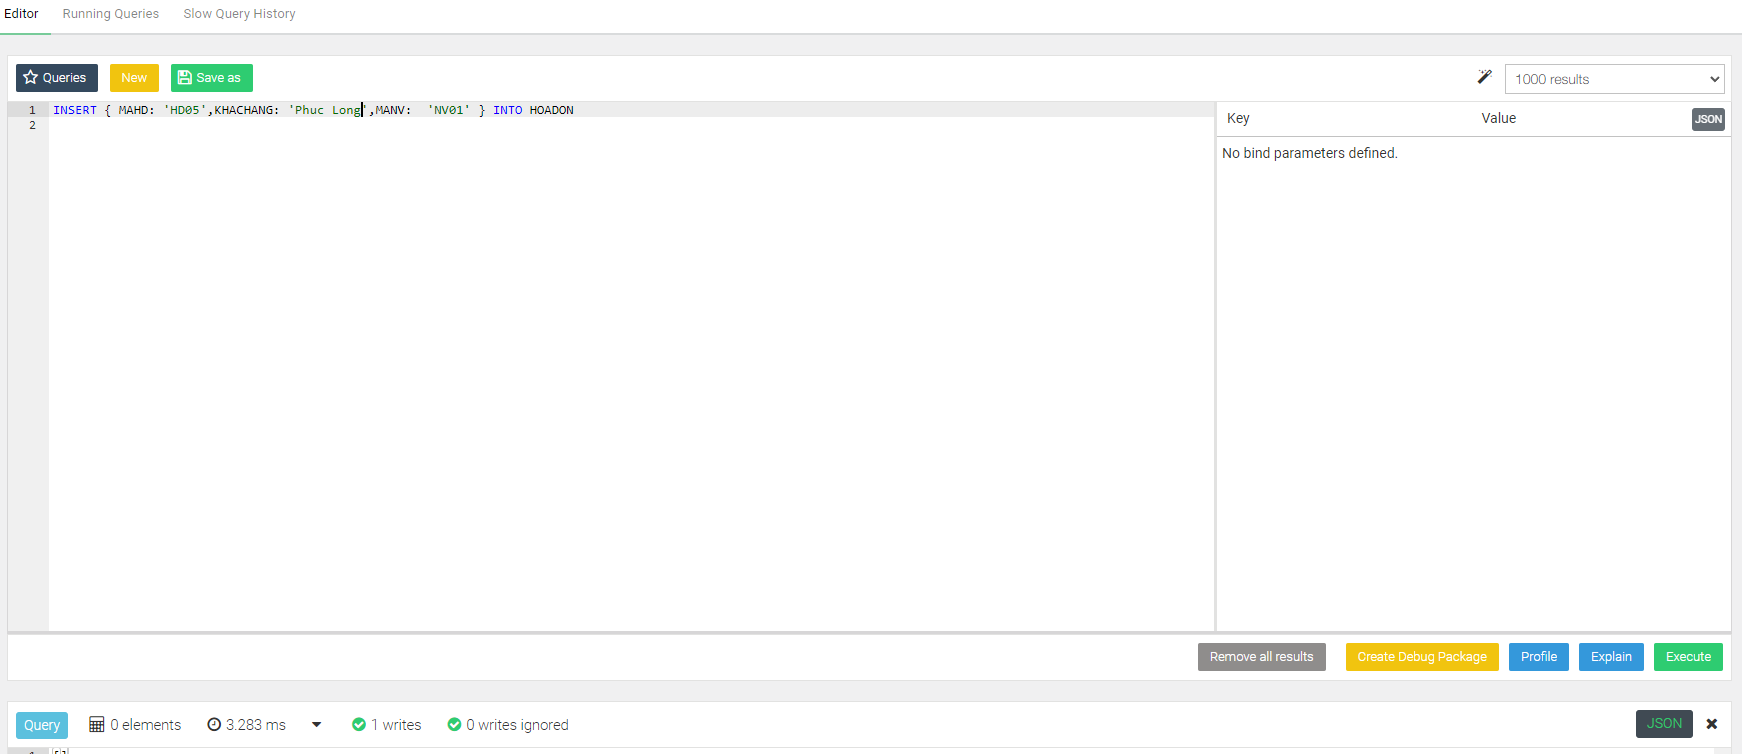 Editor Running Queries Slow Query History
Queries New Save as 1000 results
1 INSERT { MAHD: 'HD05',KHACHANG: 'Phuc Long',MANV:  'NV01' } INTO HOADON
2
Key Value JSON
No bind parameters defined.
Remove all results Create Debug Package Profile Explain Execute
Query 0 elements 3.283 ms 1 writes 0 writes ignored JSON